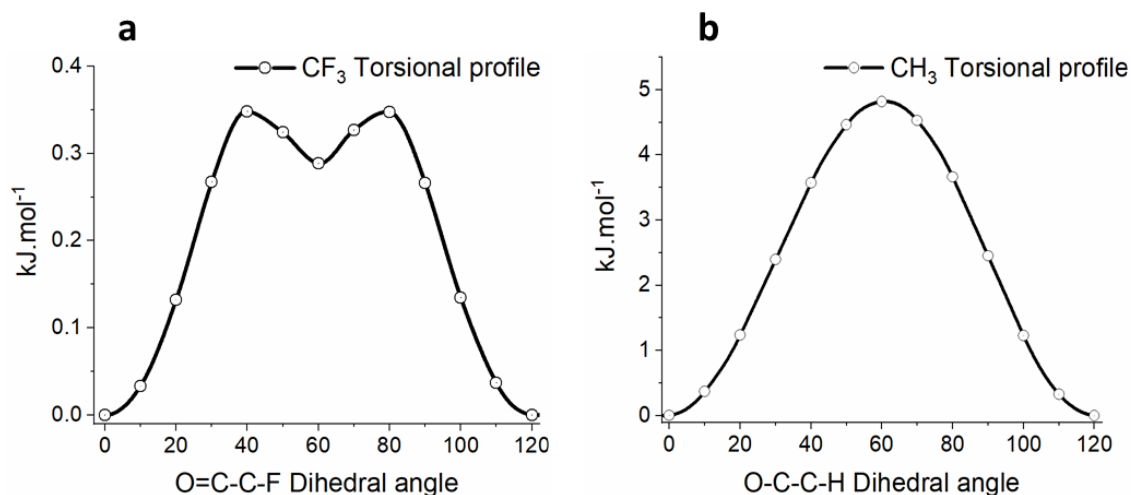 a
CF3 Torsional profile
0.4
0.3
0.2
0.1
0.0
kJ.mol-1
0 20 40 60 80 100 120
O=C-C-F Dihedral angle
b
CH3 Torsional profile
5
4
3
2
1
0
kJ.mol-1
0 20 40 60 80 100 120
O-C-C-H Dihedral angle